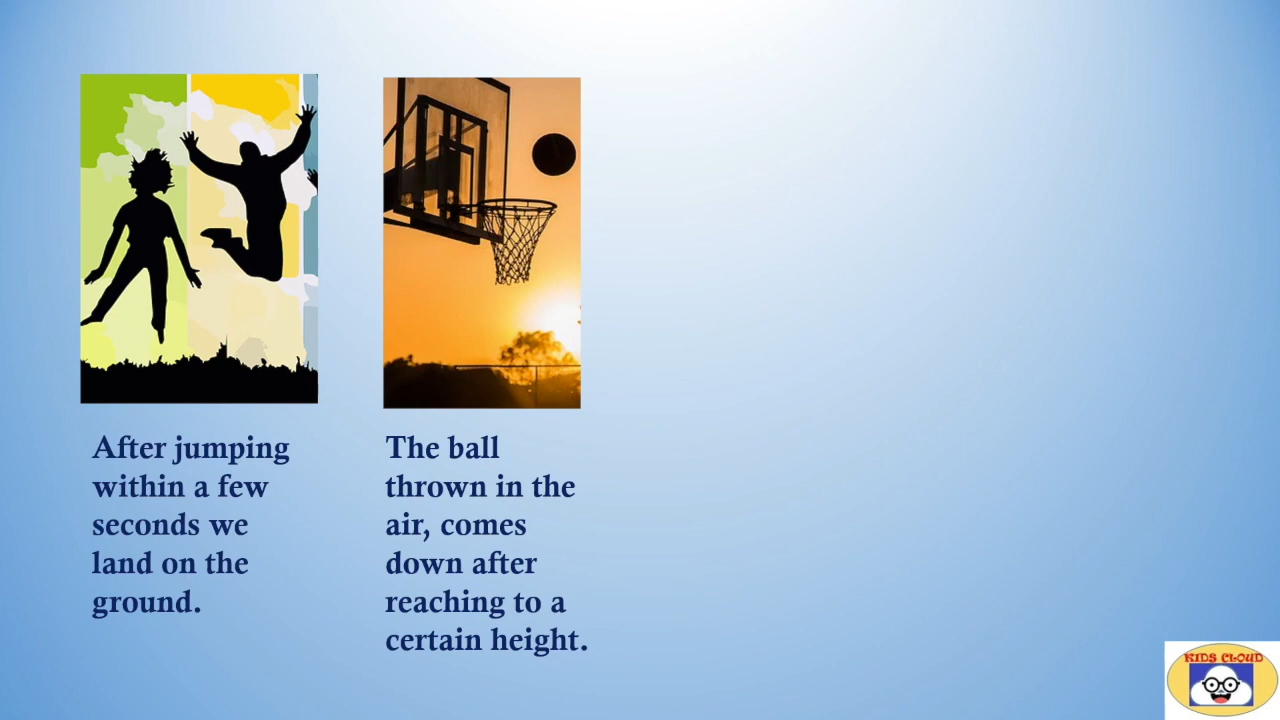 After jumping
within a few
seconds we
land on the
ground.
The ball
thrown in the
air, comes
down after
reaching to a
certain height.
KIDS CLOUD